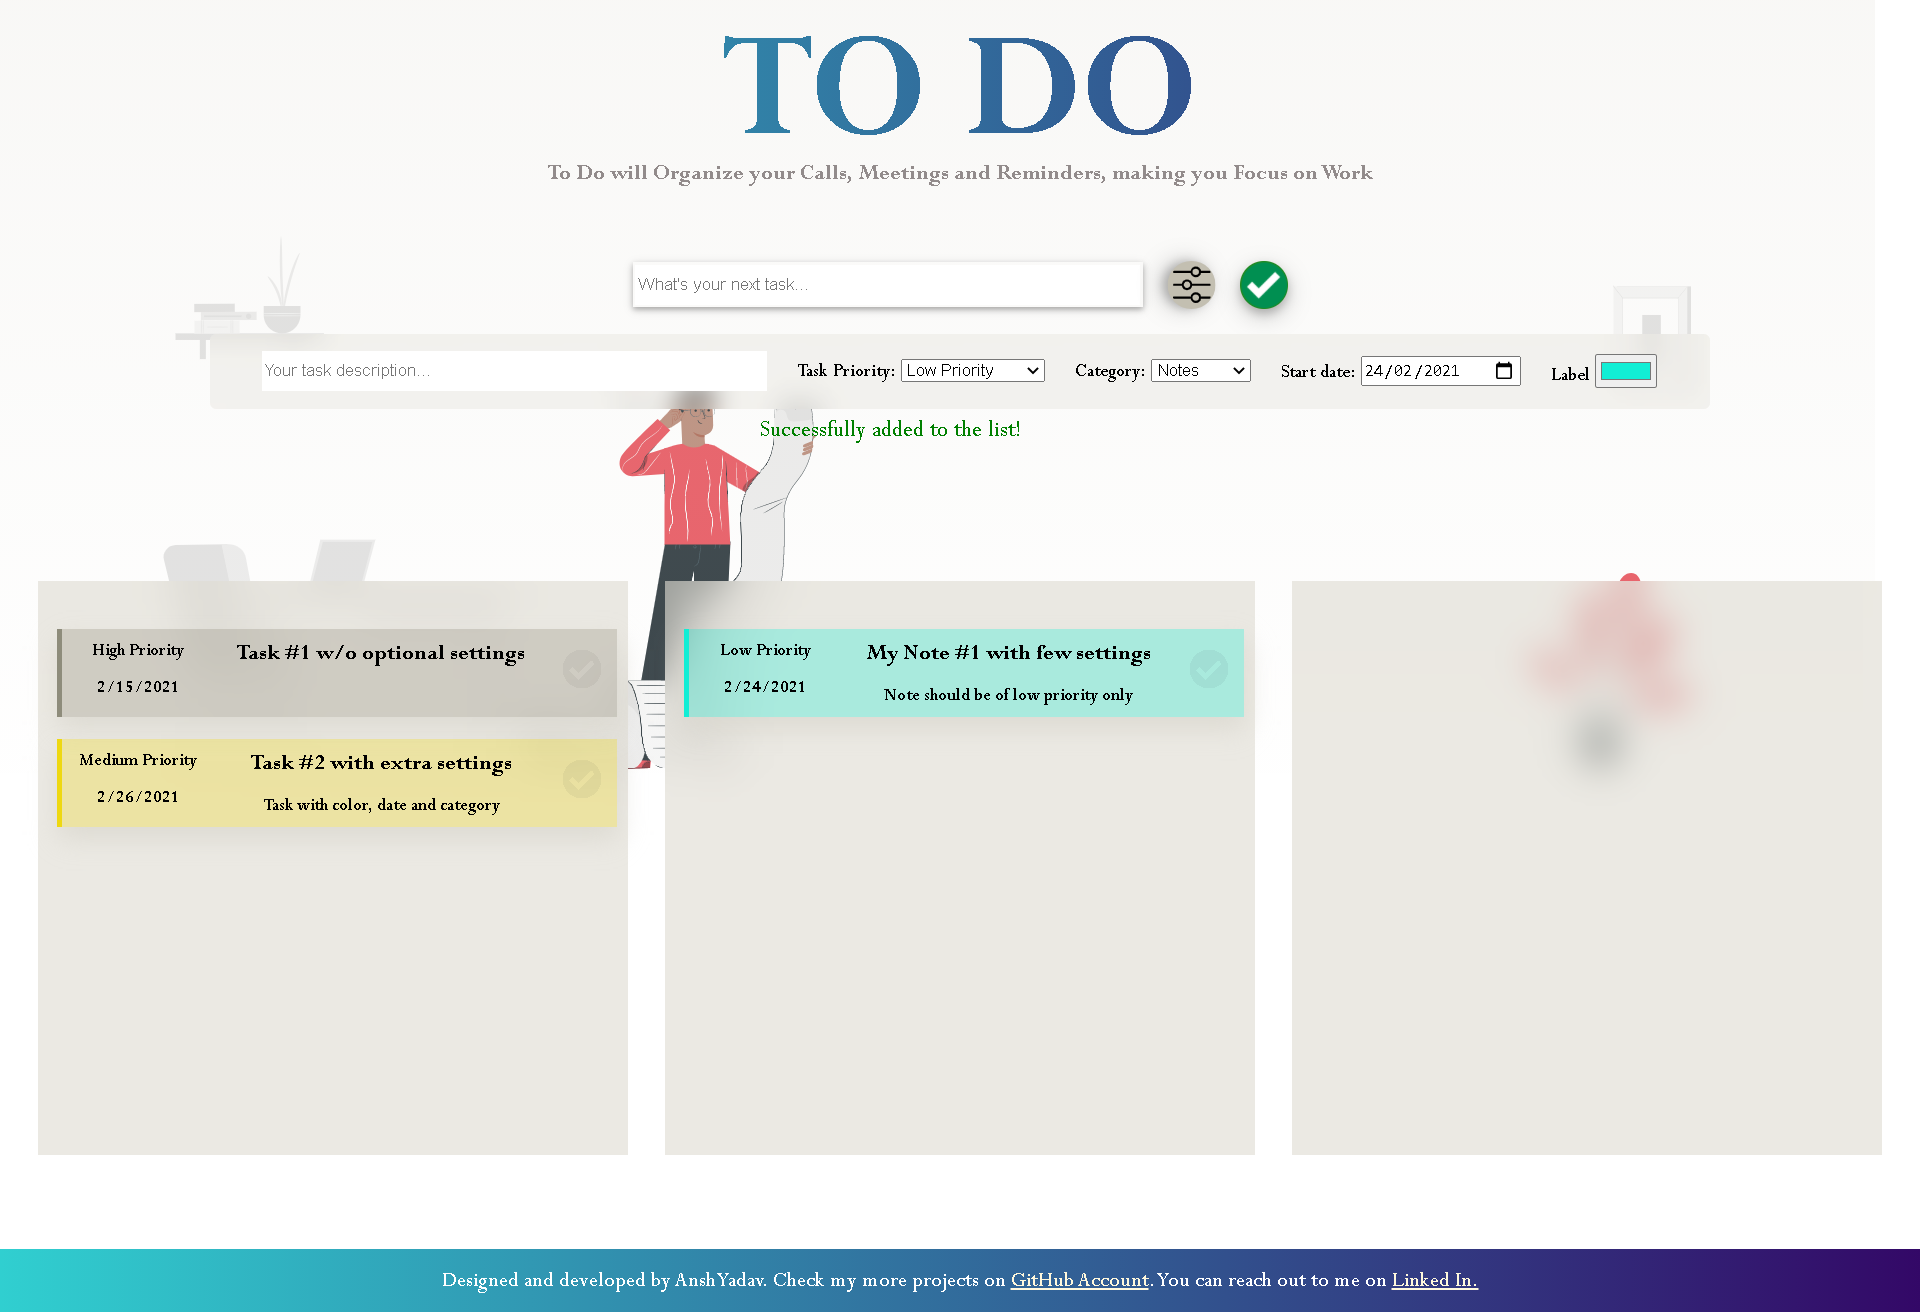 TO DO
To Do will Organize your Calls, Meetings and Reminders, making you Focus on Work
What's your next task...
Your task description...
Task Priority: Low Priority
Category: Notes
Start date: 24/02/2021
Label
Successfully added to the list!
High Priority
2/15/2021
Task #1 w/o optional settings
Medium Priority
2/26/2021
Task #2 with extra settings
Task with color, date and category
Low Priority
2/24/2021
My Note #1 with few settings
Note should be of low priority only
Designed and developed by Ansh Yadav. Check my more projects on GitHub Account. You can reach out to me on Linked In.